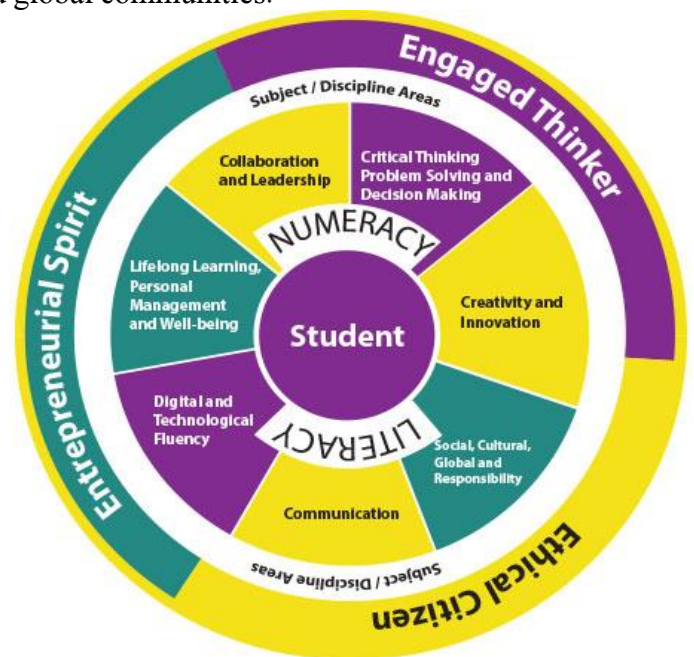 global communities.
Engaged Thinker
Subject / Discipline Areas
Collaboration
and Leadership
Critical Thinking
Problem Solving and
Decision Making
NUMERACY
Entrepreneurial Spirit
Lifelong Learning,
Personal
Management
and Well-being
Creativity and
Innovation
Student
Digital and
Technological
Fluency
LITERACY
Social, Cultural,
Global and
Responsibility
Communication
Subject / Discipline Areas
Ethical Citizen